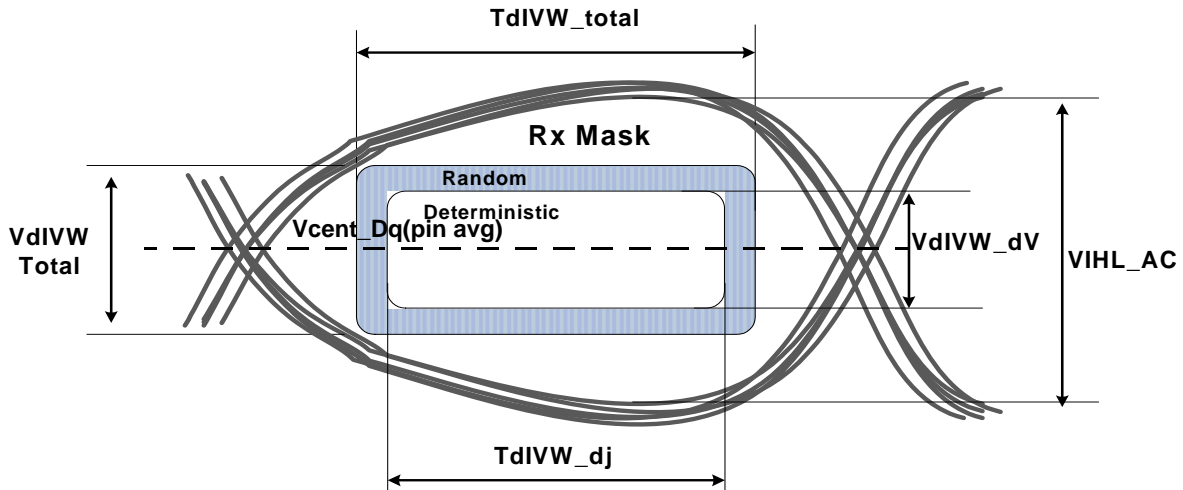 TdIVW_total
Rx Mask
Random
Deterministic
Vcent_Dq(pin avg)
VdIVW
Total
VdIVW_dV
VIHL_AC
TdIVW_dj